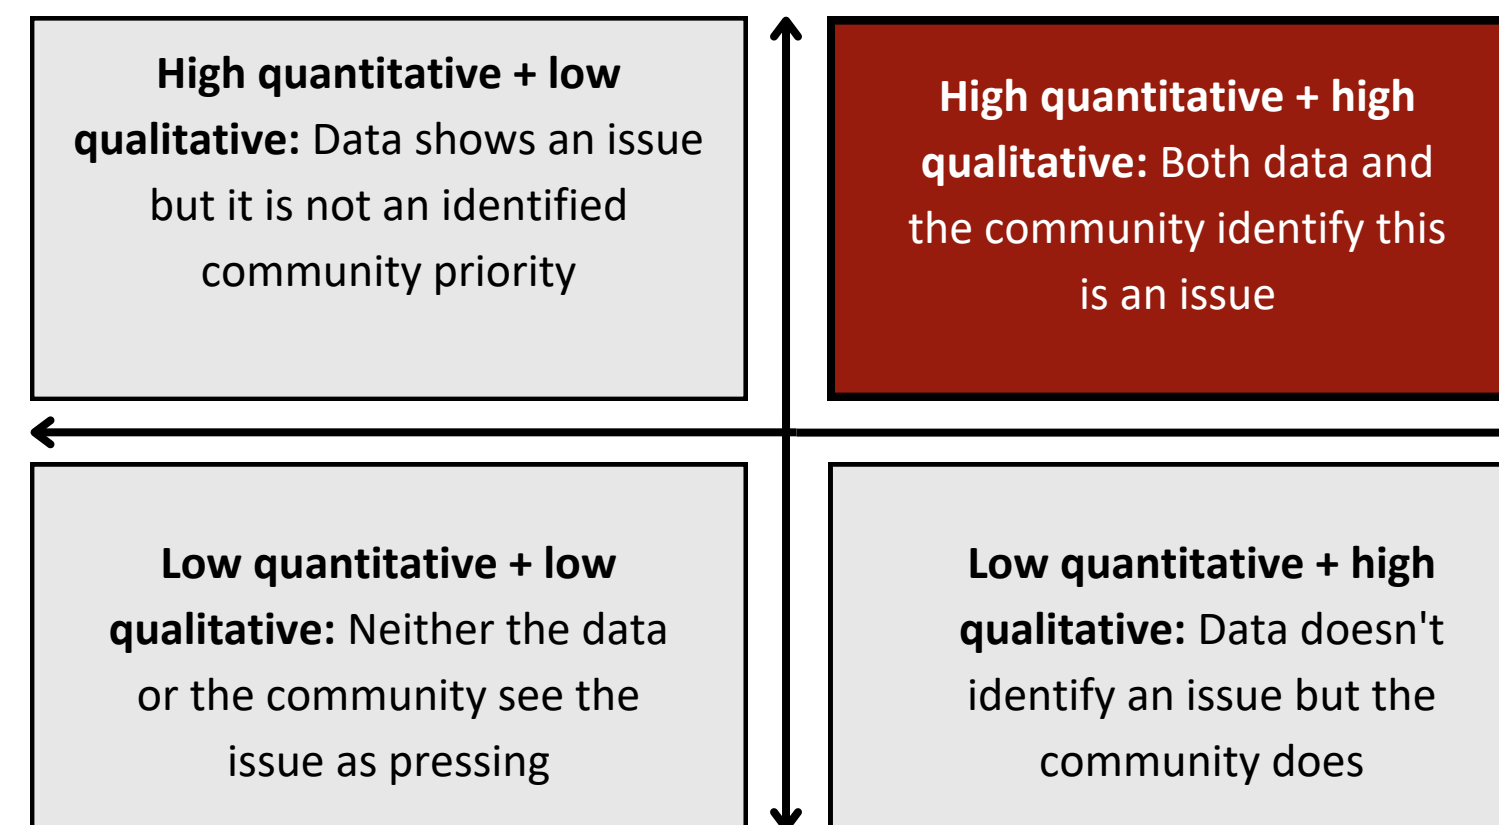 High quantitative + low
qualitative: Data shows an issue
but it is not an identified
community priority
High quantitative + high
qualitative: Both data and
the community identify this
is an issue
Low quantitative + low
qualitative: Neither the data
or the community see the
issue as pressing
Low quantitative + high
qualitative: Data doesn't
identify an issue but the
community does